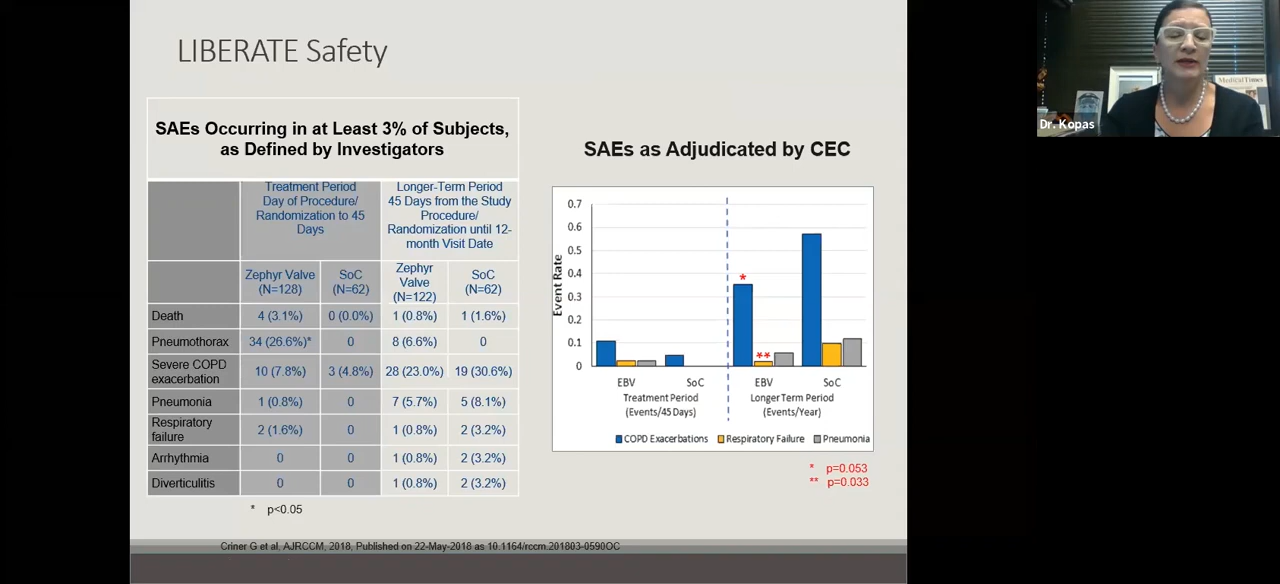 LIBERATE Safety
SAEs Occurring in at Least 3% of Subjects,
as Defined by Investigators
Treatment Period
Day of Procedure/
Randomization to 45
Days
Longer-Term Period
45 Days from the Study
Procedure/
Randomization until 12-
month Visit Date
Zephyr Valve
(N=128)
SoC
(N=62)
Zephyr
Valve
(N=122)
SoC
(N=62)
Death 4 (3.1%) 0 (0.0%) 1 (0.8%) 1 (1.6%)
Pneumothorax 34 (26.6%)* 0 8 (6.6%) 0
Severe COPD
exacerbation 10 (7.8%) 3 (4.8%) 28 (23.0%) 19 (30.6%)
Pneumonia 1 (0.8%) 0 7 (5.7%) 5 (8.1%)
Respiratory
failure 2 (1.6%) 0 1 (0.8%) 2 (3.2%)
Arrhythmia 0 0 1 (0.8%) 2 (3.2%)
Diverticulitis 0 0 1 (0.8%) 2 (3.2%)
* p<0.05
SAEs as Adjudicated by CEC
Event Rate
0.7
0.6
0.5
0.4
0.3
0.2
0.1
0
*
**
EBV SoC EBV SoC
Treatment Period
(Events/45 Days)
Longer Term Period
(Events/Year)
COPD Exacerbations Respiratory Failure Pneumonia
* p=0.053
** p=0.033
Criner G et al, AJRCCM, 2018, Published on 22-May-2018 as 10.1164/rccm.201803-0590OC
Medical Times
Dr. Kopas